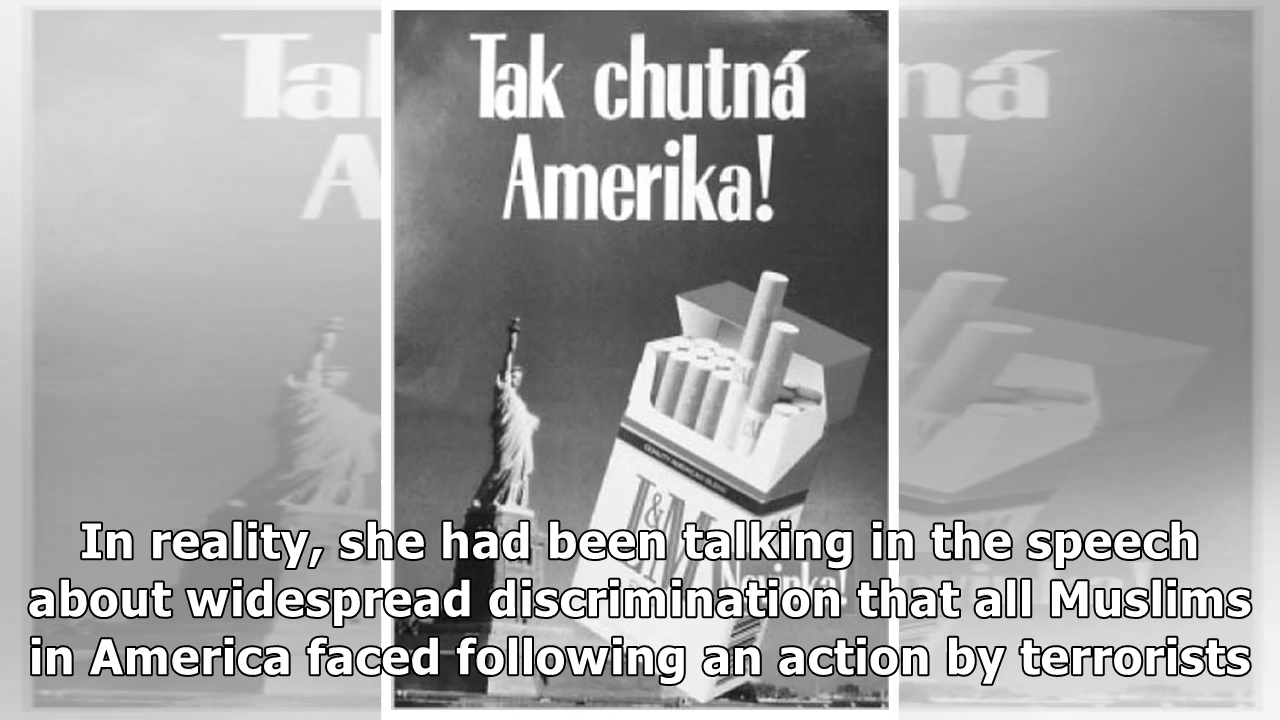 Tak chutná
Amerika!
L&M
Novinka!
In reality, she had been talking in the speech
about widespread discrimination that all Muslims
in America faced following an action by terrorists